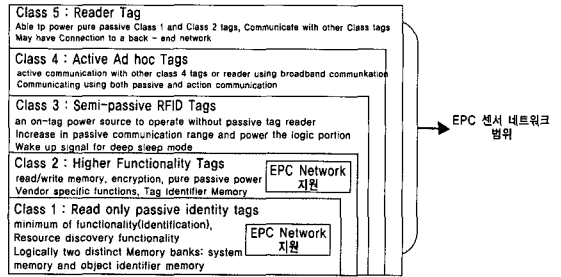 Class 5 : Reader Tag
Able tp power pure passive Class 1 and Class 2 tags, Communicate with other Class tags
May have Connection to a back - end network
Class 4 : Active Ad hoc Tags
active communication with other class 4 tags or reader using broadband communkation
Communicating using both passive and action communication
Class 3 : Semi-passive RFID Tags
an on-tag power source to operate without passive tag reader
Increase in passive communication range and power the logic portion
Wake up signal for deep sleep mode
Class 2 : Higher Functionality Tags
read/write memory, encryption, pure passive power
Vendor specific functions, Tag Identifier Memory
EPC Network
지원
Class 1 : Read only passive identity tags
minimum of functionality(identification),
Resource discovery functionality
Logically two distinct Memory banks: system
memory and object identifier memory
EPC Network
지원
EPC 센서 네트워크
범위